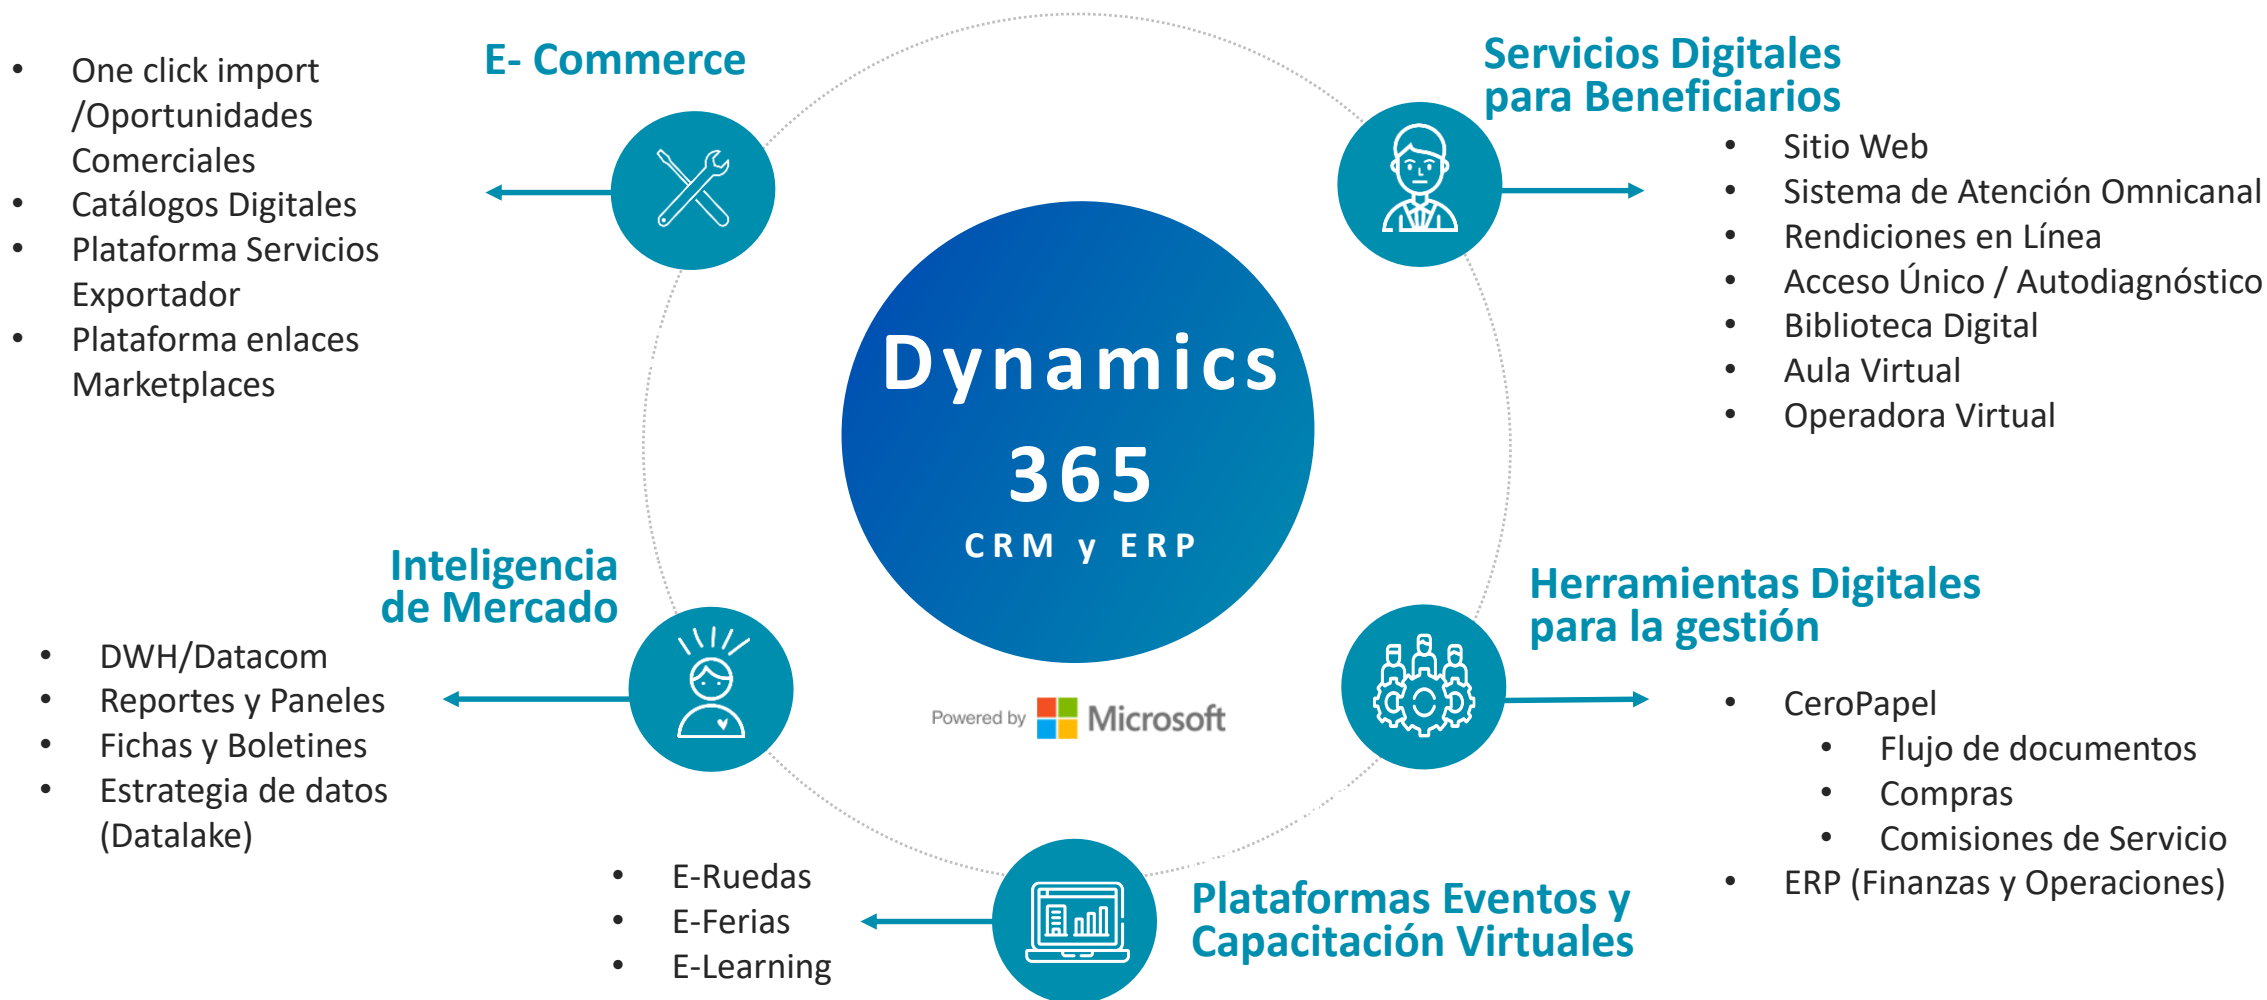 E- Commerce
• One click import
/Oportunidades
Comerciales
• Catálogos Digitales
• Plataforma Servicios
Exportador
• Plataforma enlaces
Marketplaces
Servicios Digitales
para Beneficiarios
• Sitio Web
• Sistema de Atención Omnicanal
• Rendiciones en Línea
• Acceso Único / Autodiagnóstico
• Biblioteca Digital
• Aula Virtual
• Operadora Virtual
Dynamics
365
CRM y ERP
Powered by Microsoft
Inteligencia
de Mercado
• DWH/Datacom
• Reportes y Paneles
• Fichas y Boletines
• Estrategia de datos
(Datalake)
Herramientas Digitales
para la gestión
• CeroPapel
• Flujo de documentos
• Compras
• Comisiones de Servicio
• ERP (Finanzas y Operaciones)
• E-Ruedas
• E-Ferias
• E-Learning
Plataformas Eventos y
Capacitación Virtuales